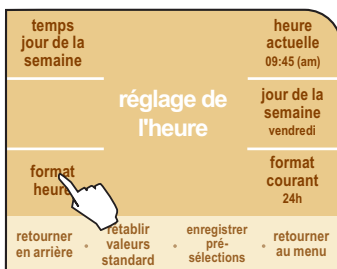 temps
jour de la
semaine
heure
actuelle
09:45 (am)
réglage de
l'heure
jour de la
semaine
vendredi
format
heure
format
courant
24h
retourner
en arrière
•
rétablir
valeurs
standard
•
enregistrer
pré-
sélections
•
retourner
au menu